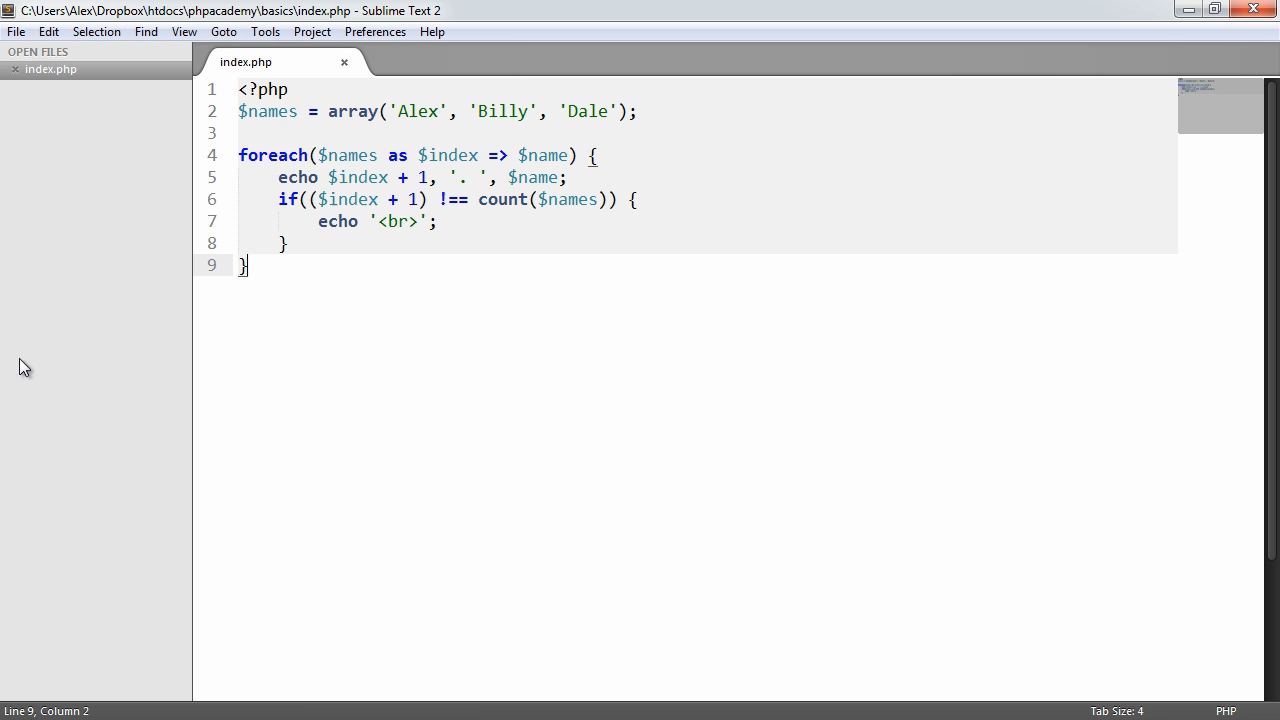 C:\Users\Alex\Dropbox\htdocs\phpacademy\basics\index.php - Sublime Text 2
File Edit Selection Find View Goto Tools Project Preferences Help
OPEN FILES
index.php
index.php
1 <?php
2 $names = array('Alex', 'Billy', 'Dale');
3
4 foreach($names as $index => $name) {
5     echo $index + 1, '. ', $name;
6     if(($index + 1) !== count($names)) {
7         echo '<br>';
8     }
9 }
Line 9, Column 2 Tab Size: 4 PHP